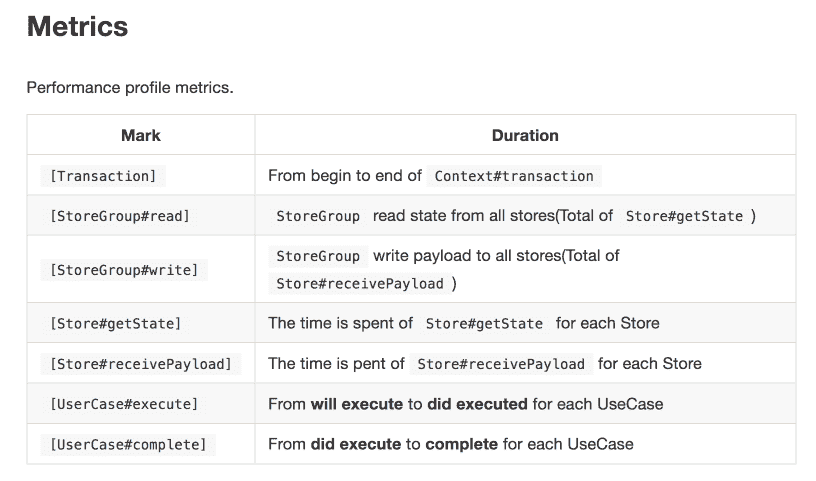 Metrics
Performance profile metrics.
Mark Duration
[Transaction] From begin to end of Context#transaction
[StoreGroup#read] StoreGroup read state from all stores(Total of Store#getState )
[StoreGroup#write] StoreGroup write payload to all stores(Total of
Store#receivePayload )
[Store#getState] The time is spent of Store#getState for each Store
[Store#receivePayload] The time is pent of Store#receivePayload for each Store
[UserCase#execute] From will execute to did executed for each UseCase
[UserCase#complete] From did execute to complete for each UseCase